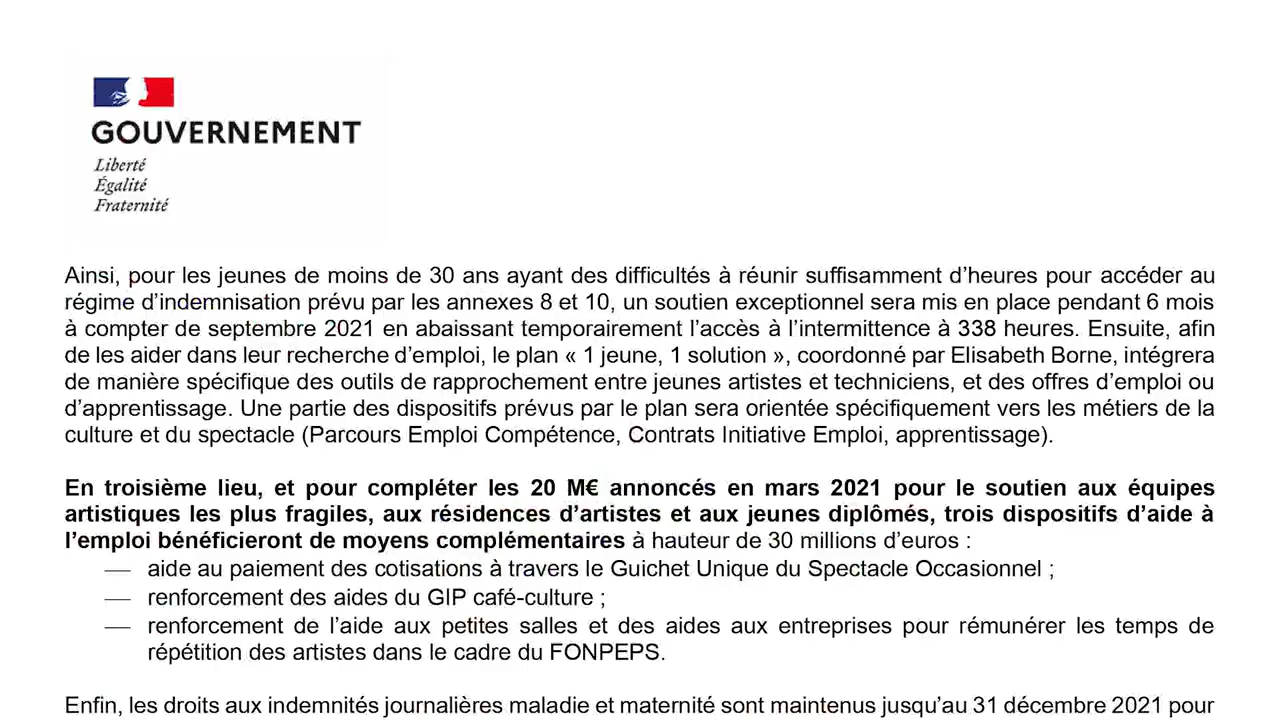 GOUVERNEMENT
Liberté
Égalité
Fraternité
Ainsi, pour les jeunes de moins de 30 ans ayant des difficultés à réunir suffisamment d’heures pour accéder au
régime d’indemnisation prévu par les annexes 8 et 10, un soutien exceptionnel sera mis en place pendant 6 mois
à compter de septembre 2021 en abaissant temporairement l’accès à l’intermittence à 338 heures. Ensuite, afin
de les aider dans leur recherche d’emploi, le plan « 1 jeune, 1 solution », coordonné par Elisabeth Borne, intégrera
de manière spécifique des outils de rapprochement entre jeunes artistes et techniciens, et des offres d’emploi ou
d’apprentissage. Une partie des dispositifs prévus par le plan sera orientée spécifiquement vers les métiers de la
culture et du spectacle (Parcours Emploi Compétence, Contrats Initiative Emploi, apprentissage).
En troisième lieu, et pour compléter les 20 M€ annoncés en mars 2021 pour le soutien aux équipes
artistiques les plus fragiles, aux résidences d’artistes et aux jeunes diplômés, trois dispositifs d’aide à
l’emploi bénéficieront de moyens complémentaires à hauteur de 30 millions d’euros :
— aide au paiement des cotisations à travers le Guichet Unique du Spectacle Occasionnel ;
— renforcement des aides du GIP café-culture ;
— renforcement de l’aide aux petites salles et des aides aux entreprises pour rémunérer les temps de
répétition des artistes dans le cadre du FONPEPS.
Enfin, les droits aux indemnités journalières maladie et maternité sont maintenus jusqu’au 31 décembre 2021 pour